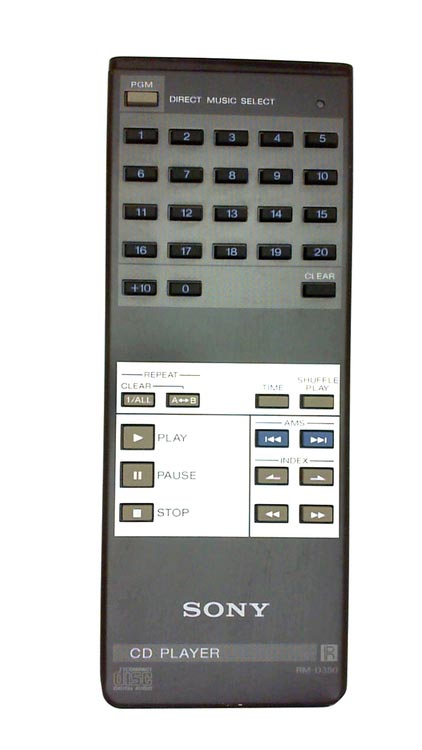 PGM
DIRECT MUSIC SELECT
1 2 3 4 5
6 7 8 9 10
11 12 13 14 15
16 17 18 19 20
CLEAR
+10 0
REPEAT
CLEAR
TIME
SHUFFLE
PLAY
1/ALL A↔B
AMS
PLAY
INDEX
PAUSE
STOP
SONY
CD PLAYER
R
RM-D350
COMPACT
disc
DIGITAL AUDIO